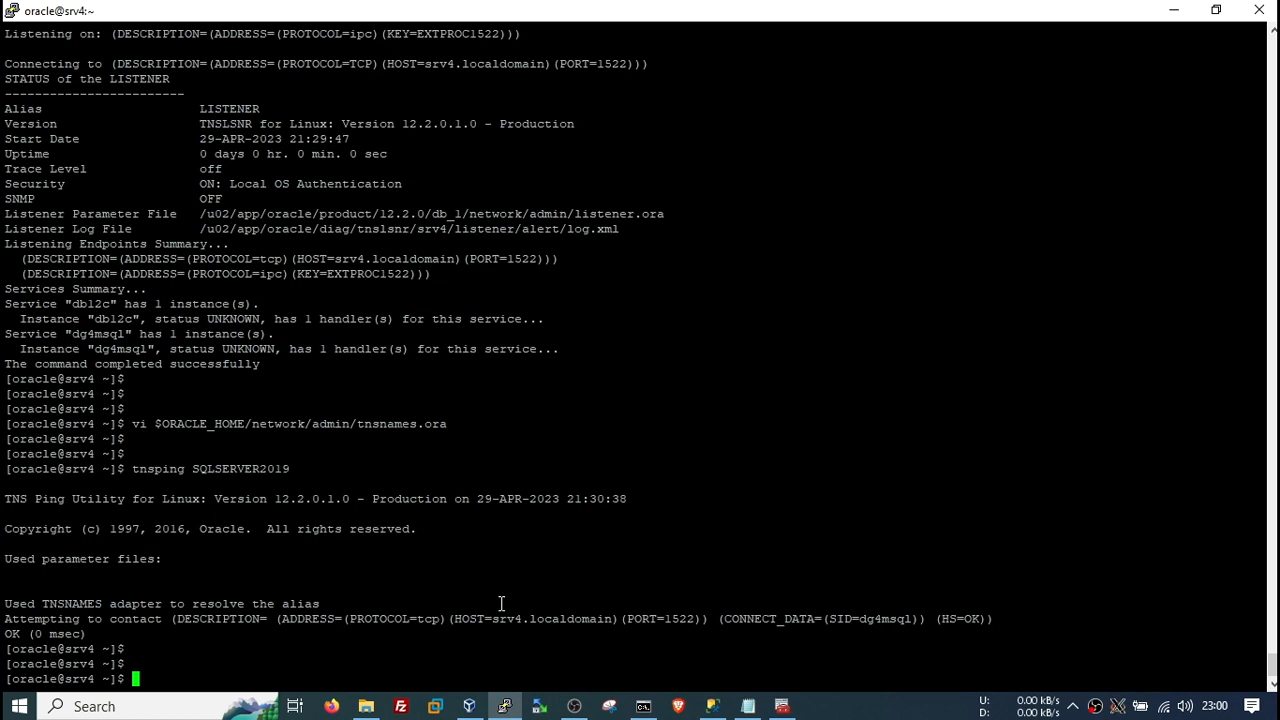 oracle@srv4:~
Listening on: (DESCRIPTION=(ADDRESS=(PROTOCOL=ipc)(KEY=EXTPROC1522)))
Connecting to (DESCRIPTION=(ADDRESS=(PROTOCOL=TCP)(HOST=srv4.localdomain)(PORT=1522)))
STATUS of the LISTENER
------------------------
Alias                     LISTENER
Version                   TNSLSNR for Linux: Version 12.2.0.1.0 - Production
Start Date                29-APR-2023 21:29:47
Uptime                    0 days 0 hr. 0 min. 0 sec
Trace Level               off
Security                  ON: Local OS Authentication
SNMP                      OFF
Listener Parameter File   /u02/app/oracle/product/12.2.0/db_1/network/admin/listener.ora
Listener Log File         /u02/app/oracle/diag/tnslsnr/srv4/listener/alert/log.xml
Listening Endpoints Summary...
  (DESCRIPTION=(ADDRESS=(PROTOCOL=tcp)(HOST=srv4.localdomain)(PORT=1522)))
  (DESCRIPTION=(ADDRESS=(PROTOCOL=ipc)(KEY=EXTPROC1522)))
Services Summary...
Service "db12c" has 1 instance(s).
  Instance "db12c", status UNKNOWN, has 1 handler(s) for this service...
Service "dg4msql" has 1 instance(s).
  Instance "dg4msql", status UNKNOWN, has 1 handler(s) for this service...
The command completed successfully
[oracle@srv4 ~]$
[oracle@srv4 ~]$
[oracle@srv4 ~]$
[oracle@srv4 ~]$ vi $ORACLE_HOME/network/admin/tnsnames.ora
[oracle@srv4 ~]$
[oracle@srv4 ~]$
[oracle@srv4 ~]$ tnsping SQLSERVER2019
TNS Ping Utility for Linux: Version 12.2.0.1.0 - Production on 29-APR-2023 21:30:38
Copyright (c) 1997, 2016, Oracle.  All rights reserved.
Used parameter files:
Used TNSNAMES adapter to resolve the alias
Attempting to contact (DESCRIPTION= (ADDRESS=(PROTOCOL=tcp)(HOST=srv4.localdomain)(PORT=1522)) (CONNECT_DATA=(SID=dg4msql)) (HS=OK))
OK (0 msec)
[oracle@srv4 ~]$
[oracle@srv4 ~]$
[oracle@srv4 ~]$
Search
U: 0.00 kB/s
D: 0.00 kB/s
23:00